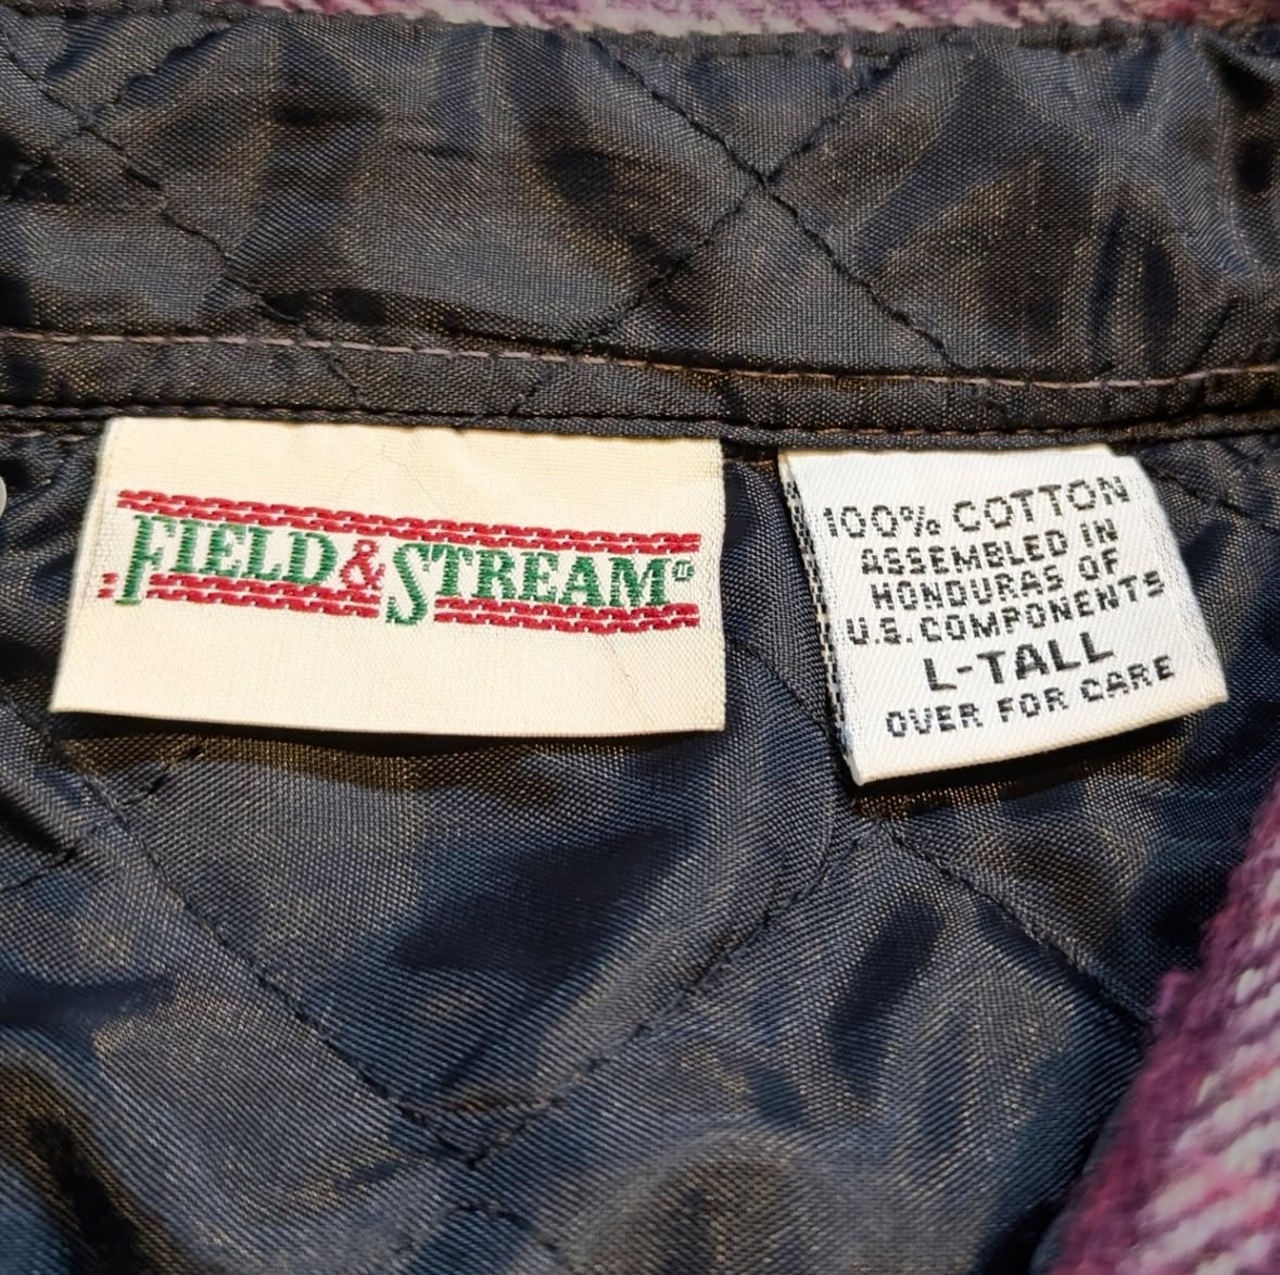 FIELD & STREAM
100% COTTON
ASSEMBLED IN
HONDURAS OF
U.S. COMPONENTS
L-TALL
OVER FOR CARE